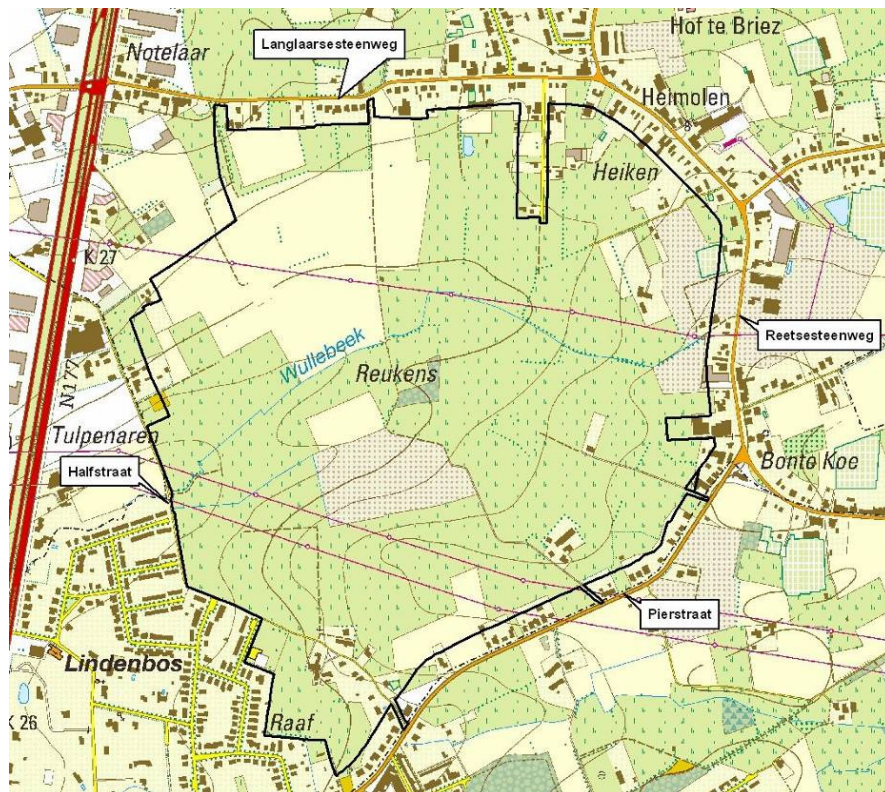 Hof te Briez
Notelaar
Langlaarsesteenweg
Heimolen
Heiken
K 27
Wullebeek
Reetsesteenweg
N177
Reukens
Tulpenaren
Halfstraat
Bonte Koe
Pierstraat
Lindenbos
Raaf
K 26